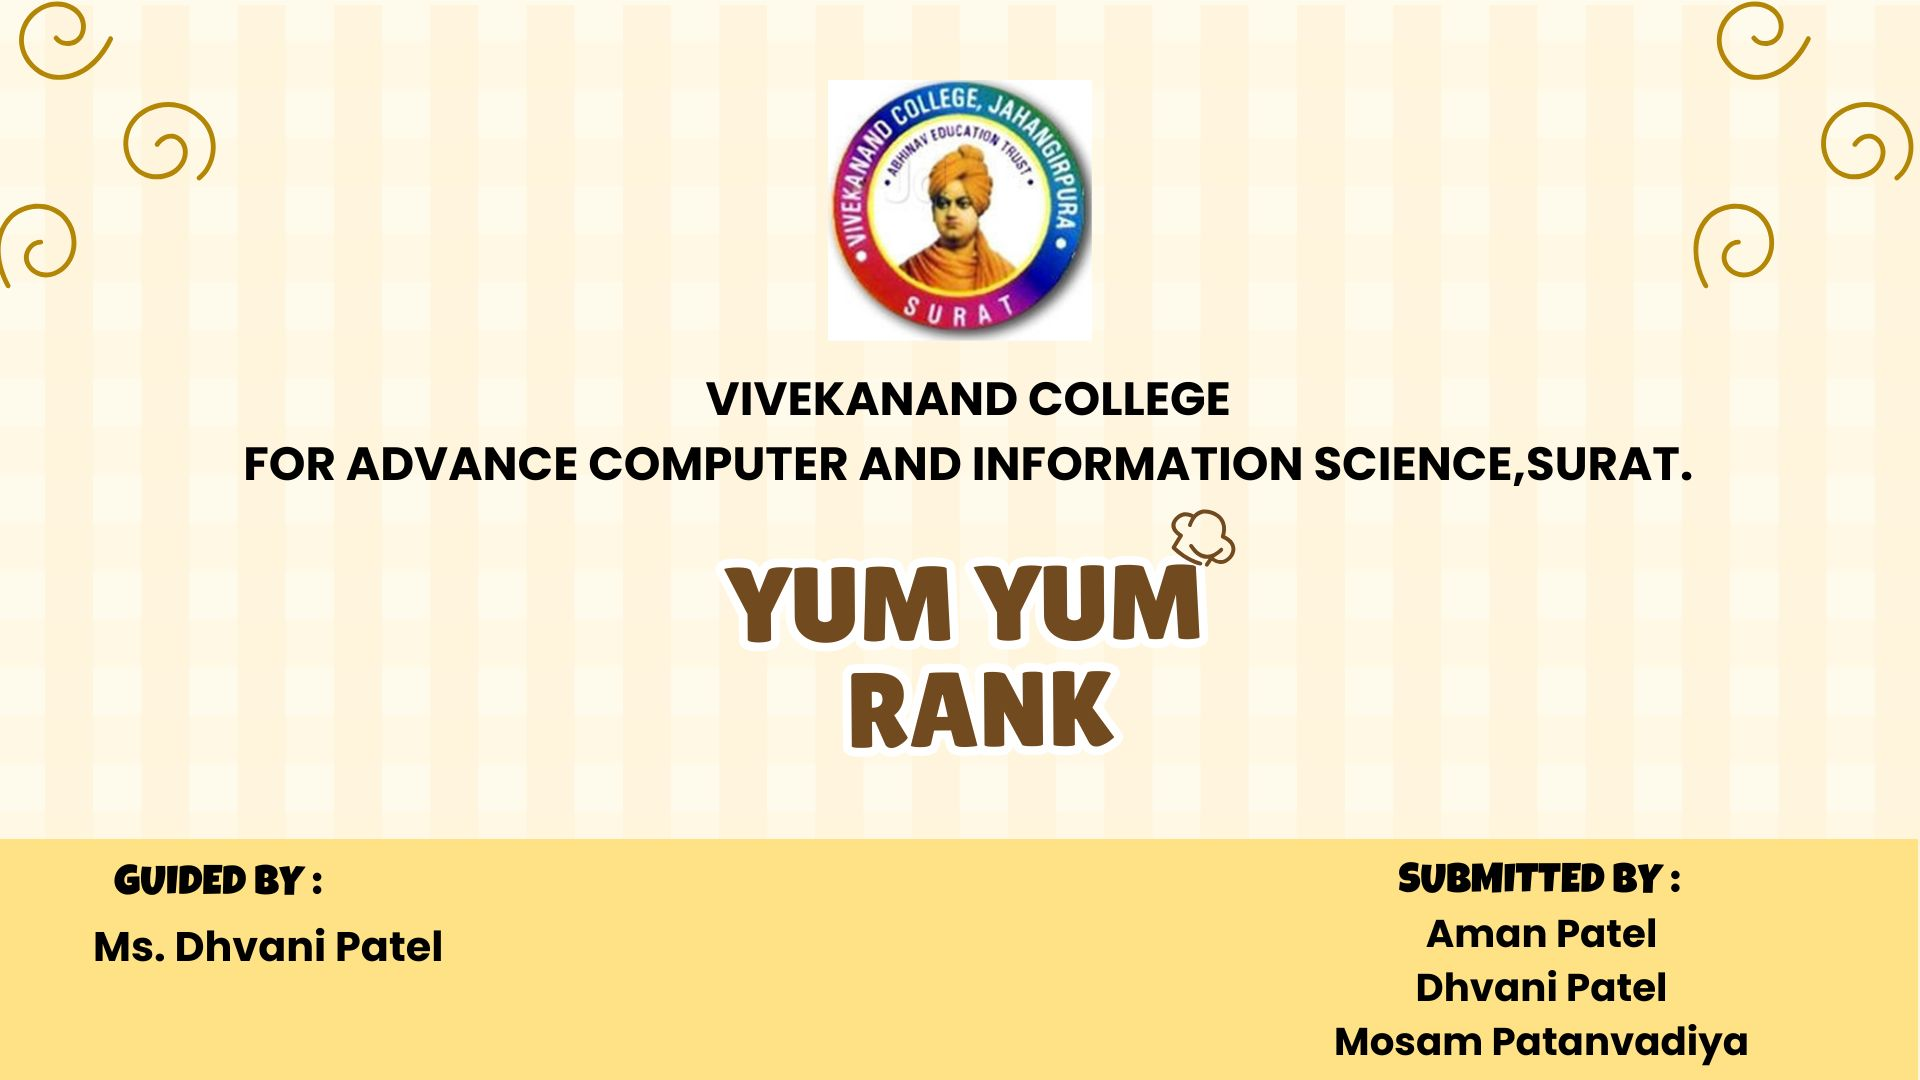 VIVEKANAND COLLEGE, JAHANGIRPURA
ABHINAV EDUCATION TRUST
SURAT
VIVEKANAND COLLEGE
FOR ADVANCE COMPUTER AND INFORMATION SCIENCE,SURAT.
YUM YUM
RANK
GUIDED BY :
Ms. Dhvani Patel
SUBMITTED BY :
Aman Patel
Dhvani Patel
Mosam Patanvadiya